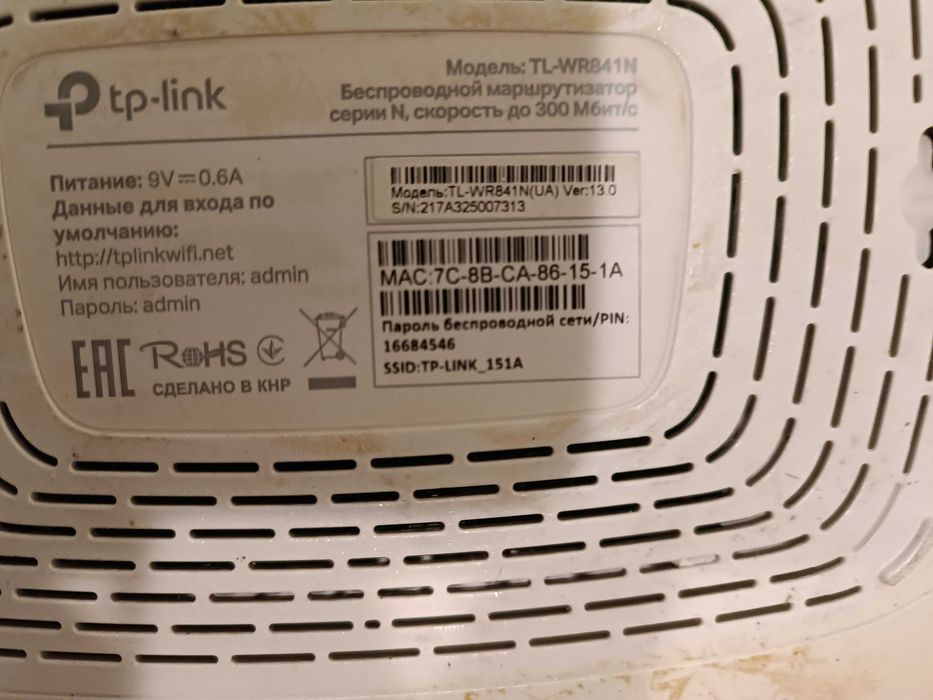 tp-link
Модель: TL-WR841N
Беспроводной маршрутизатор
серии N, скорость до 300 Мбит/с
Питание: 9V⎓0.6A
Данные для входа по
умолчанию:
http://tplinkwifi.net
Имя пользователя: admin
Пароль: admin
EAC RoHS
СДЕЛАНО В КНР
Модель:TL-WR841N(UA) Ver:13.0
S/N:217A325007313
MAC:7C-8B-CA-86-15-1A
Пароль беспроводной сети/PIN:
16684546
SSID:TP-LINK_151A